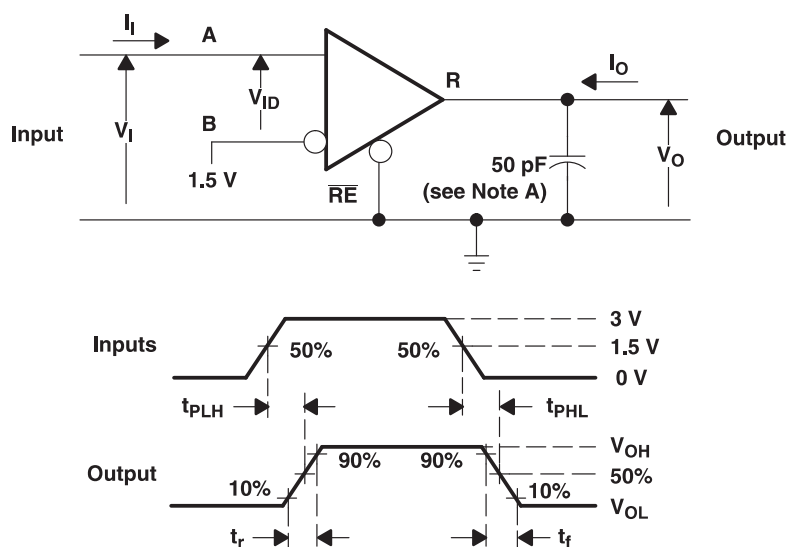 I_I
A
I_O
R
V_ID
Input
V_I
B
Output
V_O
1.5 V
50 pF
RE
(see Note A)
3 V
Inputs
50%
50%
1.5 V
0 V
t_PLH
t_PHL
V_OH
Output
90%
90%
50%
10%
10%
V_OL
t_r
t_f